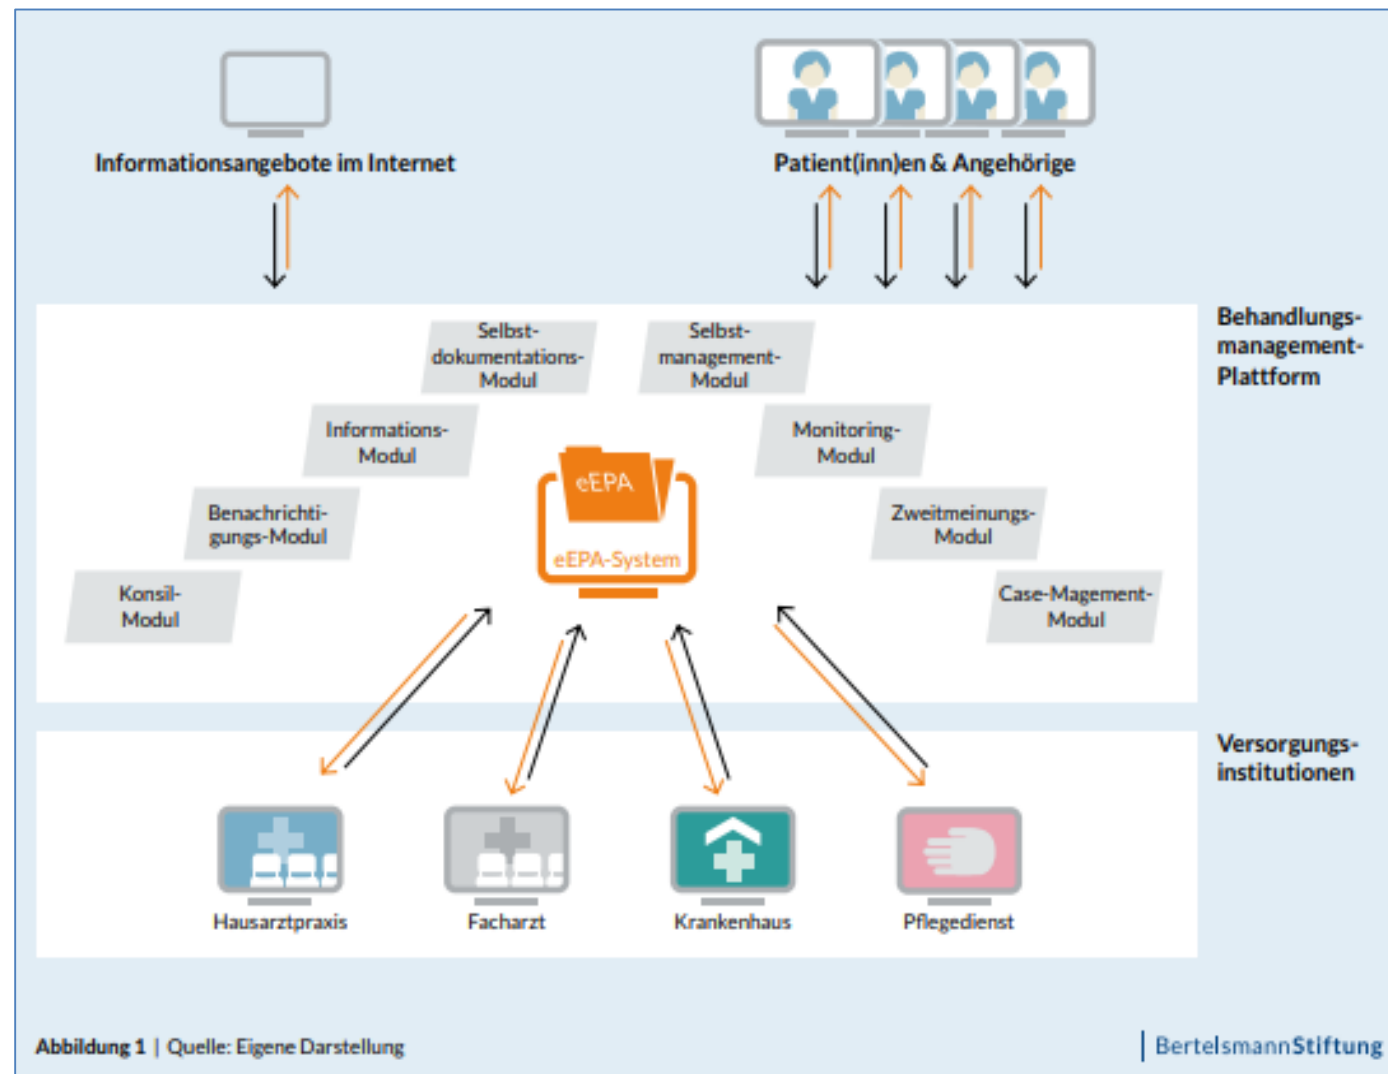 Informationsangebote im Internet
Patient(inn)en & Angehörige
Behandlungs-
management-
Plattform
Selbst-
dokumentations-
Modul
Selbst-
management-
Modul
Informations-
Modul
Monitoring-
Modul
Benachrichti-
gungs-Modul
Zweitmeinungs-
Modul
Konsil-
Modul
Case-Magement-
Modul
eEPA
eEPA-System
Versorgungs-
institutionen
Hausarztpraxis
Facharzt
Krankenhaus
Pflegedienst
Abbildung 1 | Quelle: Eigene Darstellung
BertelsmannStiftung